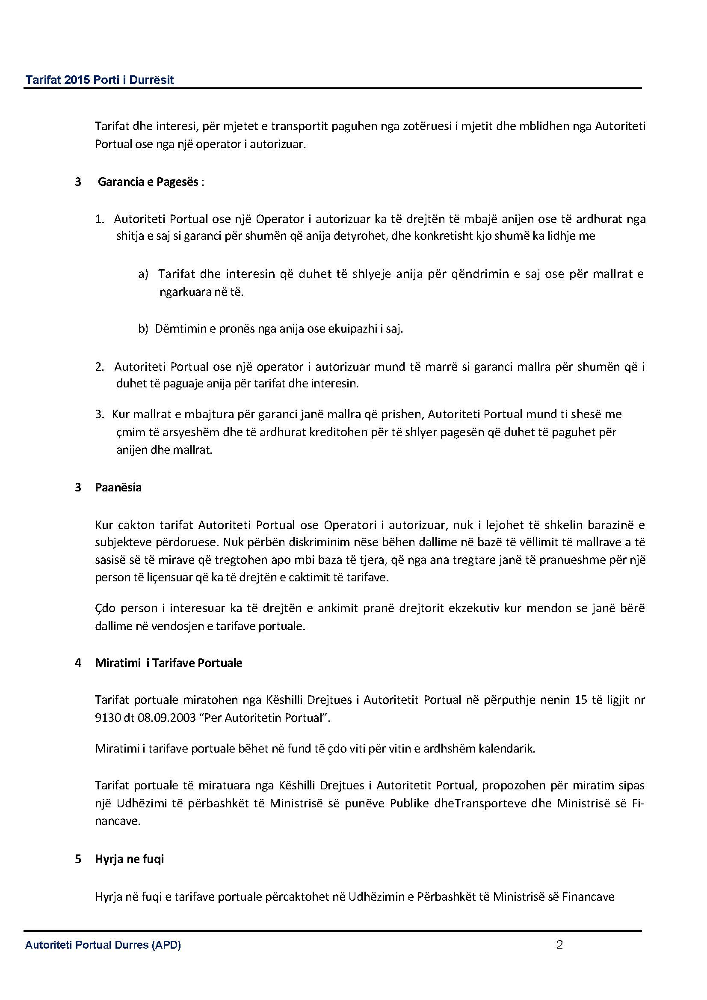 Tarifat 2015 Porti i Durrësit
Tarifat dhe interesi, për mjetet e transportit paguhen nga zotëruesi i mjetit dhe mblidhen nga Autoriteti
Portual ose nga një operator i autorizuar.
3 Garancia e Pagesës :
1. Autoriteti Portual ose një Operator i autorizuar ka të drejtën të mbajë anijen ose të ardhurat nga
shitja e saj si garanci për shumën që anija detyrohet, dhe konkretisht kjo shumë ka lidhje me
a) Tarifat dhe interesin që duhet të shlyeje anija për qëndrimin e saj ose për mallrat e
ngarkuara në të.
b) Dëmtimin e pronës nga anija ose ekuipazhi i saj.
2. Autoriteti Portual ose një operator i autorizuar mund të marrë si garanci mallra për shumën që i
duhet të paguaje anija për tarifat dhe interesin.
3. Kur mallrat e mbajtura për garanci janë mallra që prishen, Autoriteti Portual mund ti shesë me
çmim të arsyeshëm dhe të ardhurat kreditohen për të shlyer pagesën që duhet të paguhet për
anijen dhe mallrat.
3 Paanësia
Kur cakton tarifat Autoriteti Portual ose Operatori i autorizuar, nuk i lejohet të shkelin barazinë e
subjekteve përdoruese. Nuk përbën diskriminim nëse bëhen dallime në bazë të vëllimit të mallrave a të
sasisë së të mirave që tregtohen apo mbi baza të tjera, që nga ana tregtare janë të pranueshme për një
person të liçensuar që ka të drejtën e caktimit të tarifave.
Çdo person i interesuar ka të drejtën e ankimit pranë drejtorit ekzekutiv kur mendon se janë bërë
dallime në vendosjen e tarifave portuale.
4 Miratimi i Tarifave Portuale
Tarifat portuale miratohen nga Këshilli Drejtues i Autoritetit Portual në përputhje nenin 15 të ligjit nr
9130 dt 08.09.2003 “Per Autoritetin Portual”.
Miratimi i tarifave portuale bëhet në fund të çdo viti për vitin e ardhshëm kalendarik.
Tarifat portuale të miratuara nga Këshilli Drejtues i Autoritetit Portual, propozohen për miratim sipas
një Udhëzimi të përbashkët të Ministrisë së punëve Publike dheTransporteve dhe Ministrisë së Fi-
nancave.
5 Hyrja ne fuqi
Hyrja në fuqi e tarifave portuale përcaktohet në Udhëzimin e Përbashkët të Ministrisë së Financave
Autoriteti Portual Durres (APD) 2